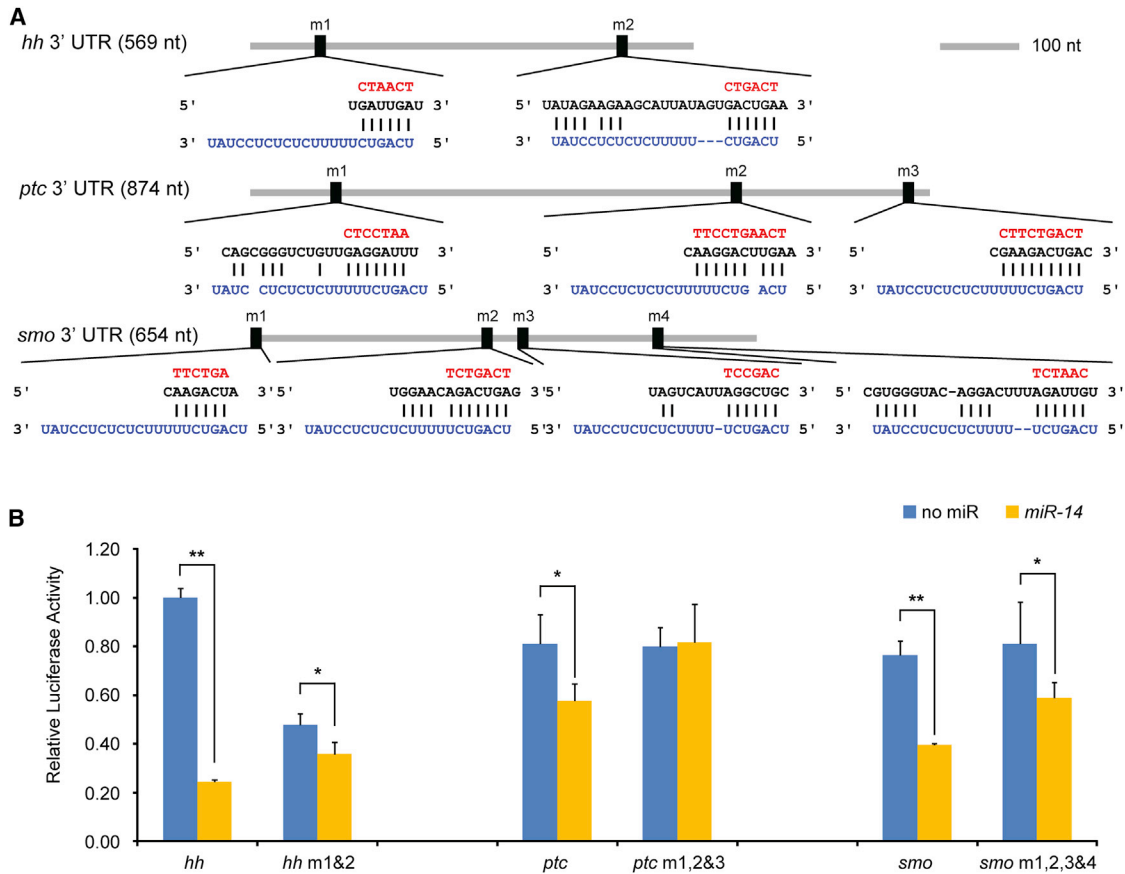 A
hh 3' UTR (569 nt)
m1
m2
100 nt
CTAACT
CTGACT
5' UGAUUGAU 3'
5' UAUAGAAGAAGCAUUAUAGUGACUGAA 3'
3' UAUCCUCUCUCUUUUUCUGACU 5'
3' UAUCCUCUCUCUUUUU---CUGACU 5'
ptc 3' UTR (874 nt)
m1
m2
m3
CTCCTAA
TTCCTGAACT
CTTCTGACT
5' CAGCGGGUCUGUUGAGGAUUU 3'
5' CAAGGACUUGAA 3'
5' CGAAGACUGAC 3'
3' UAUC CUCUCUCUUUUUCUGACU 5'
3' UAUCCUCUCUCUUUUUCUG ACU 5'
3' UAUCCUCUCUCUUUUUCUGACU 5'
smo 3' UTR (654 nt)
m1
m2
m3
m4
TTCTGA
TCTGACT
TCCGAC
TCTAAC
5' CAAGACUA 3'
5' UGGAACAGACUGAG 3'
5' UAGUCAUUAGGCUGC 3'
5' CGUGGGUAC-AGGACUUUAGAUUGU 3'
3' UAUCCUCUCUCUUUUUCUGACU 5'
3' UAUCCUCUCUCUUUUUCUGACU 5'
3' UAUCCUCUCUCUUUU-UCUGACU 5'
3' UAUCCUCUCUCUUUU--UCUGACU 5'
B
no miR
miR-14
Relative Luciferase Activity
1.20
1.00
0.80
0.60
0.40
0.20
0.00
**
*
*
**
*
hh
hh m1&2
ptc
ptc m1,2&3
smo
smo m1,2,3&4